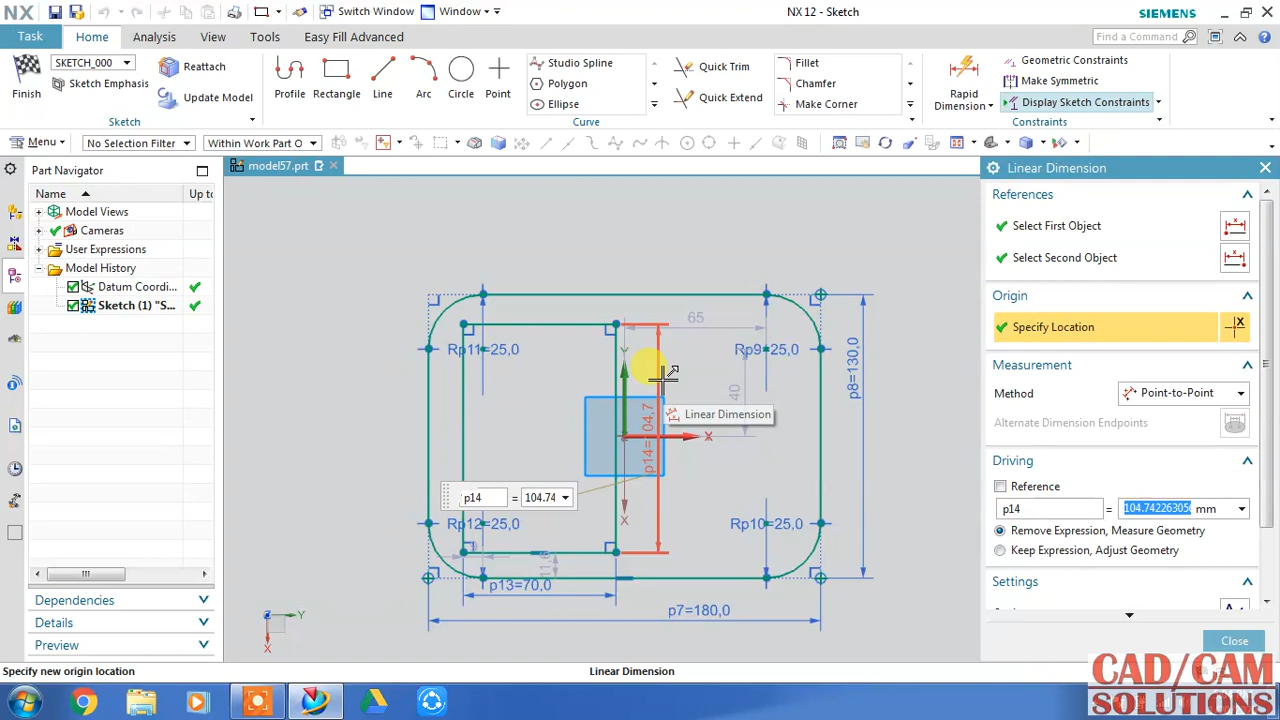 NX
Switch Window
Window
NX 12 - Sketch
SIEMENS
Task
Home
Analysis
View
Tools
Easy Fill Advanced
Find a Command
Finish
SKETCH_000
Sketch Emphasis
Reattach
Update Model
Sketch
Profile
Rectangle
Line
Arc
Circle
Point
Studio Spline
Polygon
Ellipse
Quick Trim
Quick Extend
Fillet
Chamfer
Make Corner
Curve
Rapid
Dimension
Geometric Constraints
Make Symmetric
Display Sketch Constraints
Constraints
Menu
No Selection Filter
Within Work Part O
Part Navigator
model57.prt
Name
Up to
Model Views
Cameras
User Expressions
Model History
Datum Coordi...
Sketch (1) "S...
Dependencies
Details
Preview
65
Rp11=25,0
Rp9=25,0
p8=130,0
Y
40
p14=104,7
Linear Dimension
X
p14
=
104.74
X
Rp12=25,0
Rp10=25,0
p13=70,0
p7=180,0
Y
X
Linear Dimension
References
Select First Object
Select Second Object
Origin
Specify Location
Measurement
Method
Point-to-Point
Alternate Dimension Endpoints
Driving
Reference
p14
=
104.742263050
mm
Remove Expression, Measure Geometry
Keep Expression, Adjust Geometry
Settings
Close
Specify new origin location
Linear Dimension
CAD/CAM
SOLUTIONS